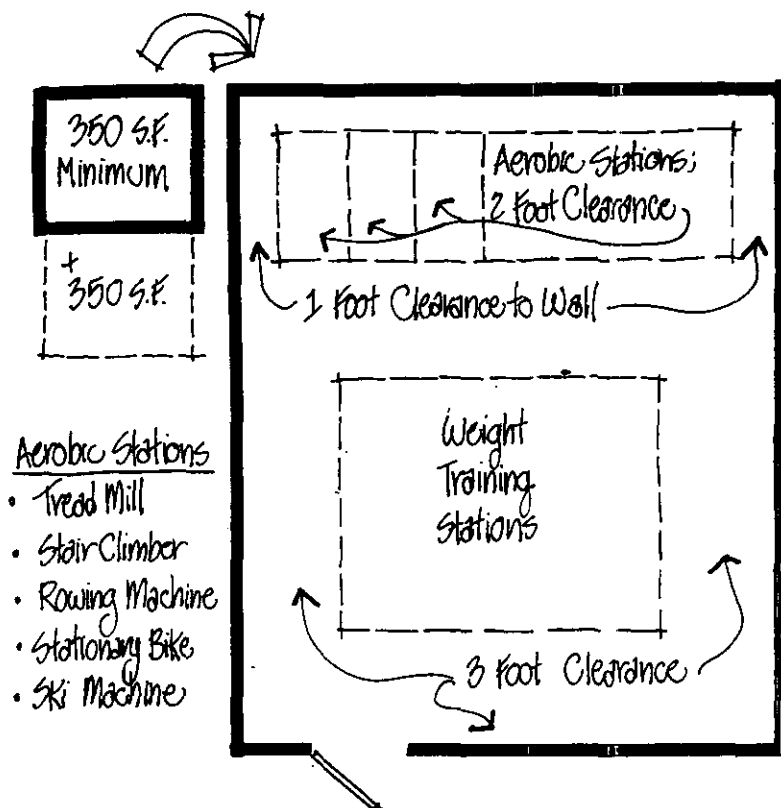 350 S.F.
Minimum
+
350 S.F.
Aerobic Stations
• Tread Mill
• Stair Climber
• Rowing Machine
• Stationary Bike
• Ski Machine
Aerobic Stations;
2 Foot Clearance
1 Foot Clearance to Wall
Weight
Training
Stations
3 Foot Clearance